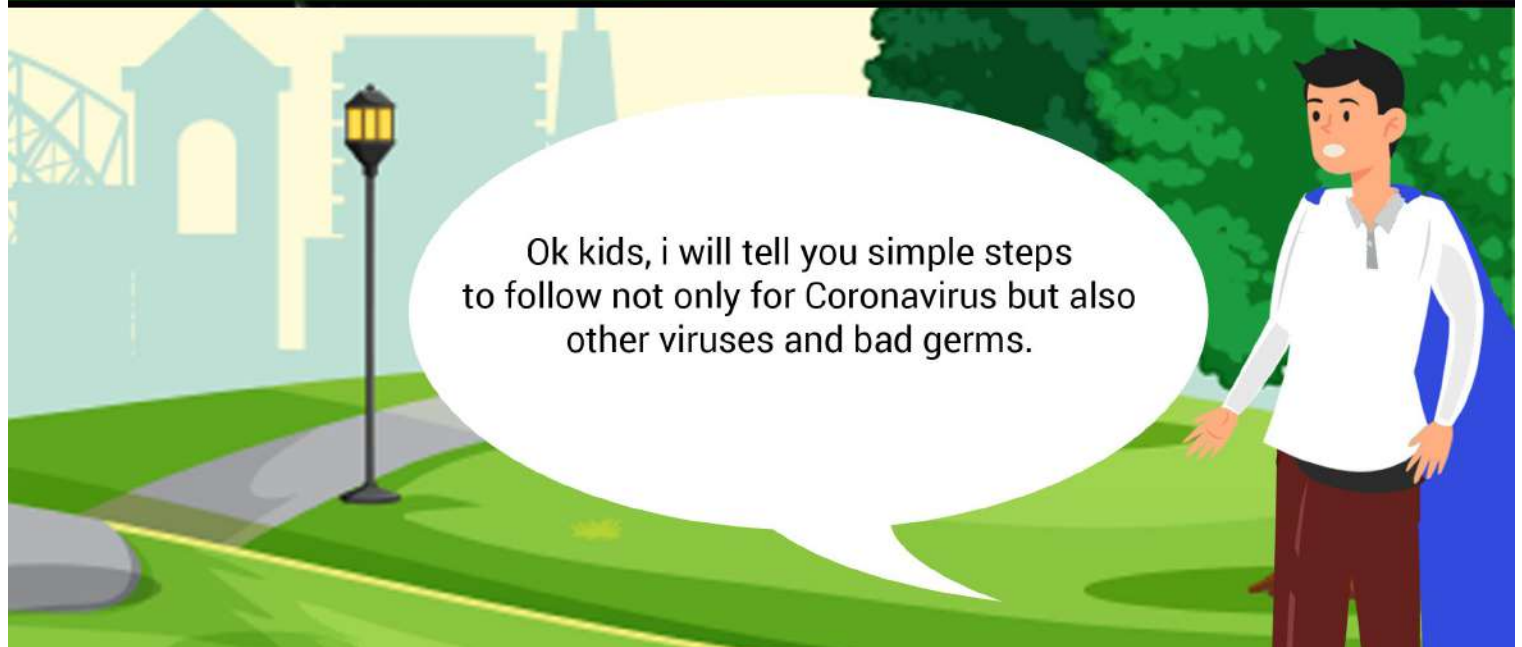 Ok kids, i will tell you simple steps
to follow not only for Coronavirus but also
other viruses and bad germs.